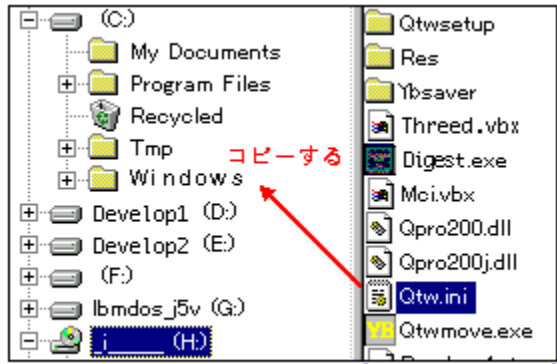 (C:)
My Documents
Program Files
Recycled
Tmp
Windows
Develop1 (D:)
Develop2 (E:)
(F:)
Ibmdos_j5v (G:)
(H:)
コピーする
Qtwsetup
Res
Ybsaver
Threed.vbx
Digest.exe
Mci.vbx
Qpro200.dll
Qpro200j.dll
Qtw.ini
Qtwmove.exe